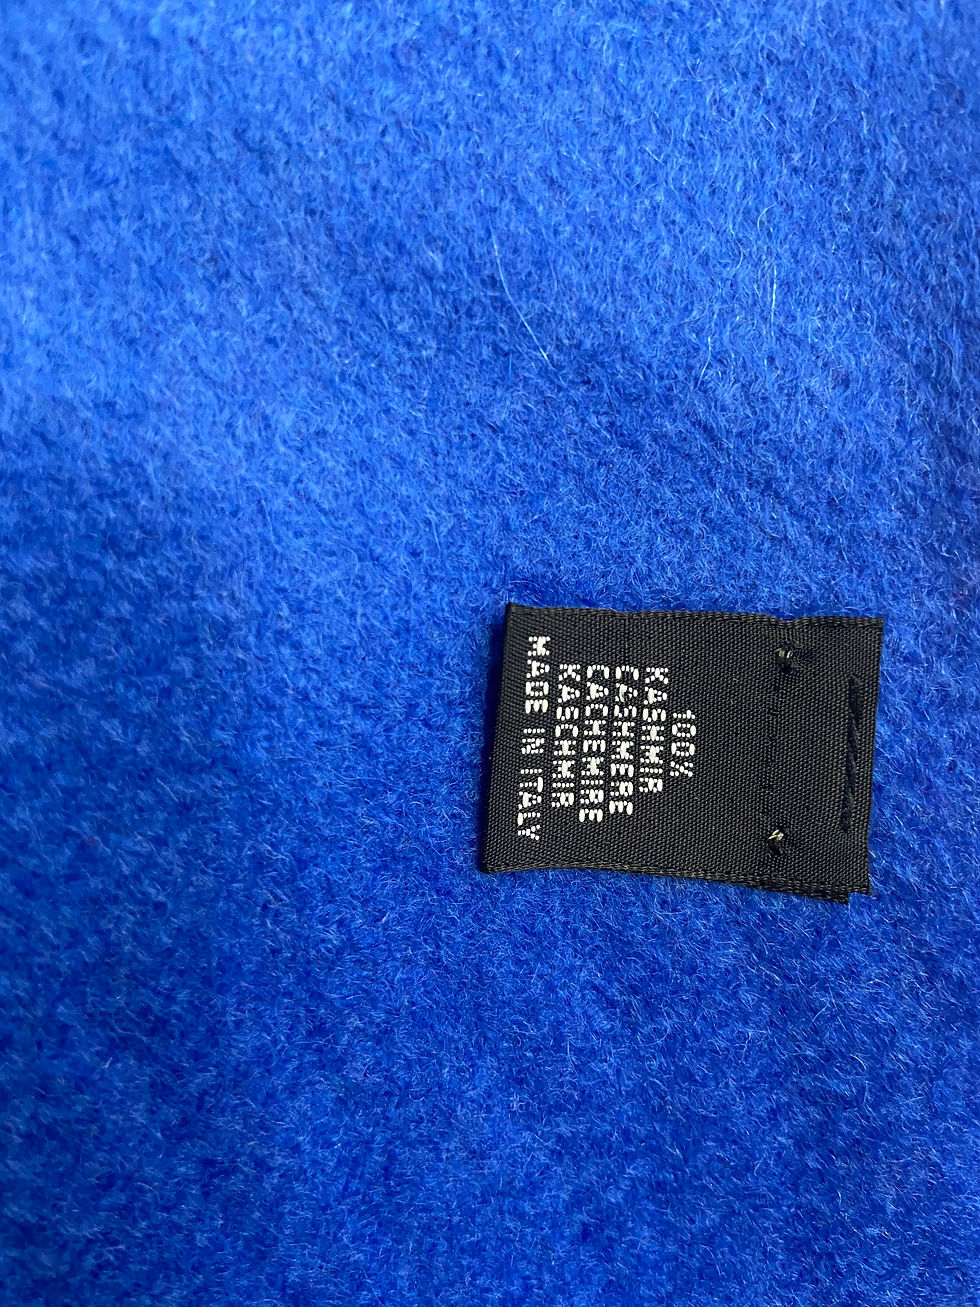 100%
KASHMIR
CASHMERE
CACHEMIRE
KASCHMIR
MADE IN ITALY